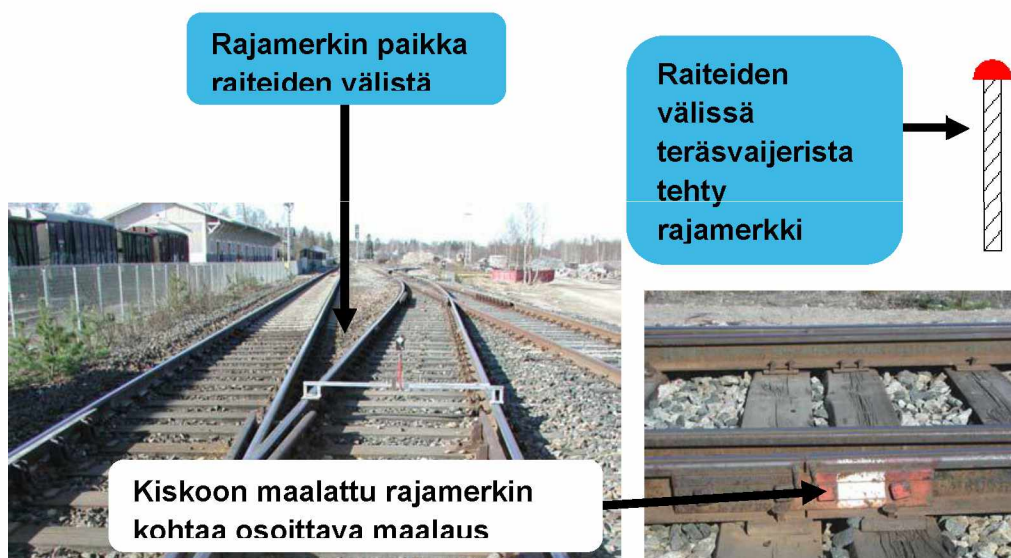 Rajamerkin paikka
raiteiden välistä
Raiteiden
välissä
teräsvaijerista
tehty
rajamerkki
Kiskoon maalattu rajamerkin
kohtaa osoittava maalaus